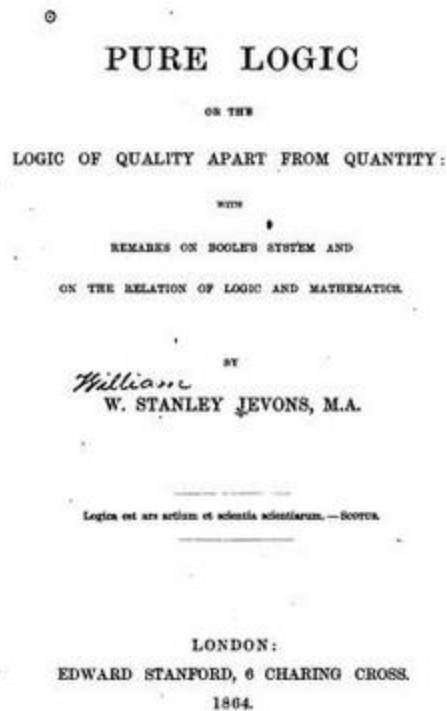 PURE LOGIC
OR THE
LOGIC OF QUALITY APART FROM QUANTITY:
WITH
REMARKS ON BOOLE'S SYSTEM AND
ON THE RELATION OF LOGIC AND MATHEMATICS.
BY
William
W. STANLEY JEVONS, M.A.
Logica est ars artium et scientia scientiarum.—SCOTUS.
LONDON:
EDWARD STANFORD, 6 CHARING CROSS.
1864.